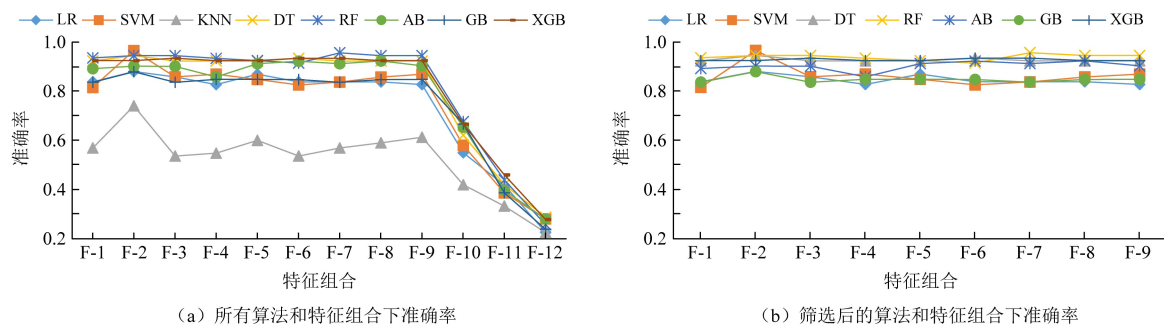 LR SVM KNN DT RF AB GB XGB
1.0
0.8
0.6
0.4
0.2
准确率
F-1 F-2 F-3 F-4 F-5 F-6 F-7 F-8 F-9 F-10 F-11 F-12
特征组合
(a)所有算法和特征组合下准确率
LR SVM DT RF AB GB XGB
1.0
0.8
0.6
0.4
0.2
准确率
F-1 F-2 F-3 F-4 F-5 F-6 F-7 F-8 F-9
特征组合
(b)筛选后的算法和特征组合下准确率